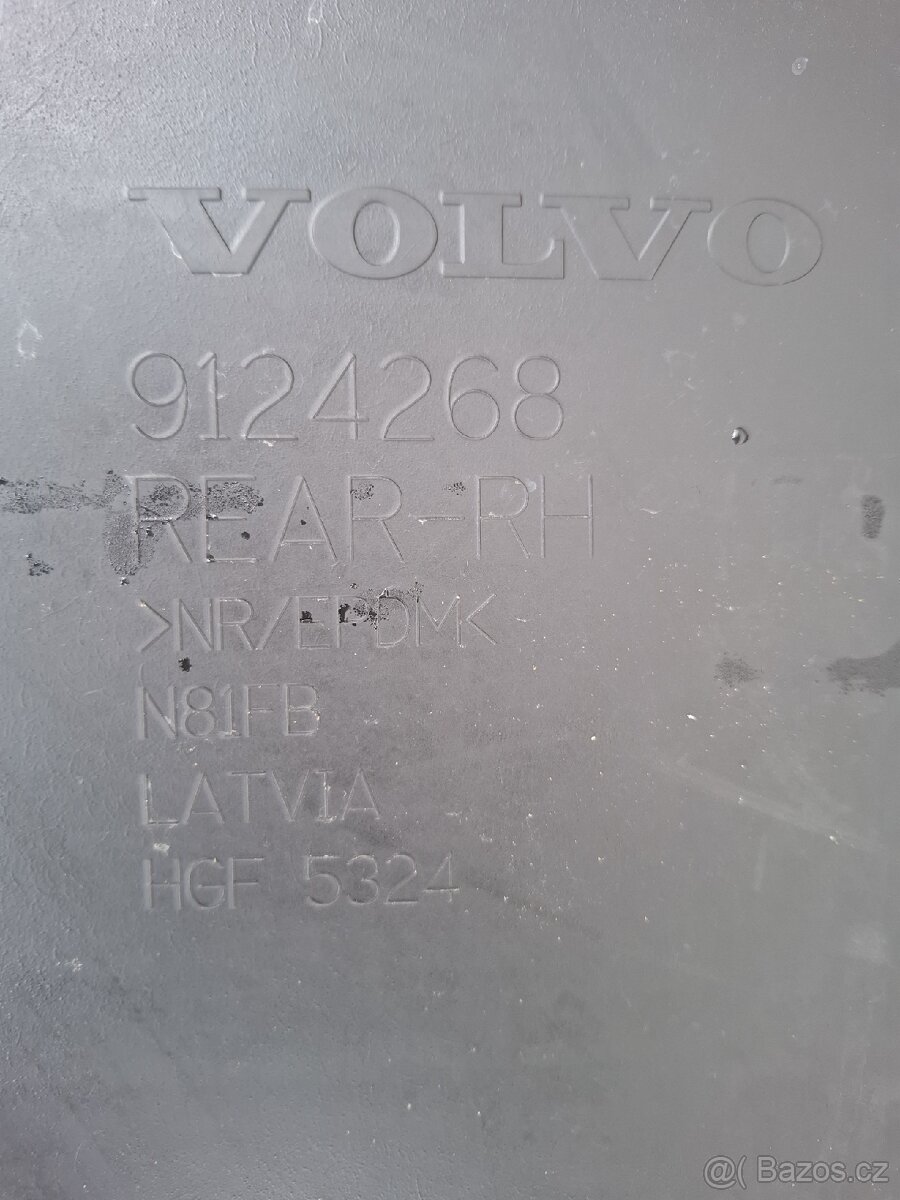 VOLVO
9124268
REAR-RH
>NR/EPDM<
N81FB
LATVIA
HGF 5324
@( Bazos.cz